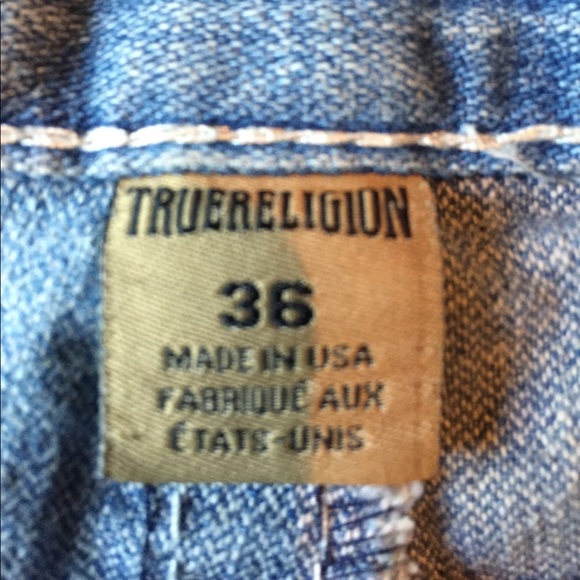 TRUERELIGION
36
MADE IN USA
FABRIQUÉ AUX
ÉTATS-UNIS